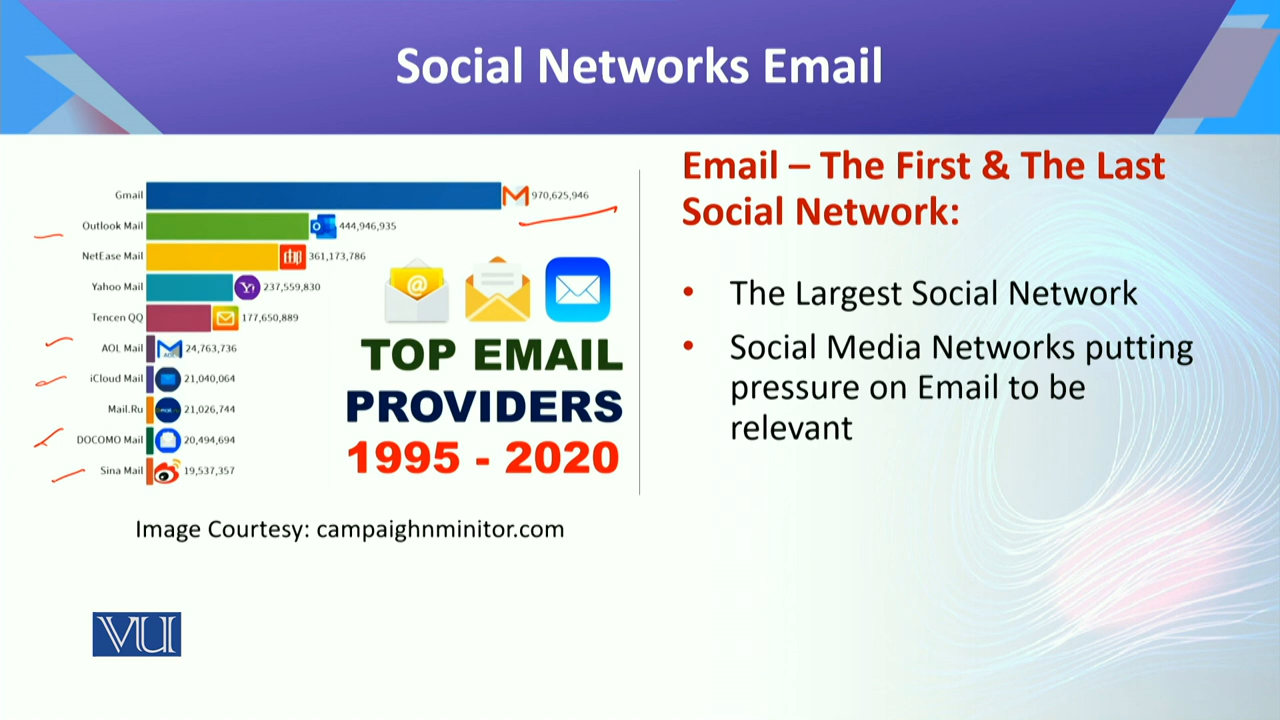 Social Networks Email
Gmail 970,625,946
Outlook Mail 444,946,935
NetEase Mail 361,173,786
Yahoo Mail 237,559,830
Tencen QQ 177,650,889
AOL Mail 24,763,736
iCloud Mail 21,040,064
Mail.Ru 21,026,744
DOCOMO Mail 20,494,694
Sina Mail 19,537,357
TOP EMAIL
PROVIDERS
1995 - 2020
Image Courtesy: campaighnminitor.com
Email – The First & The Last
Social Network:
• The Largest Social Network
• Social Media Networks putting
pressure on Email to be
relevant
VU